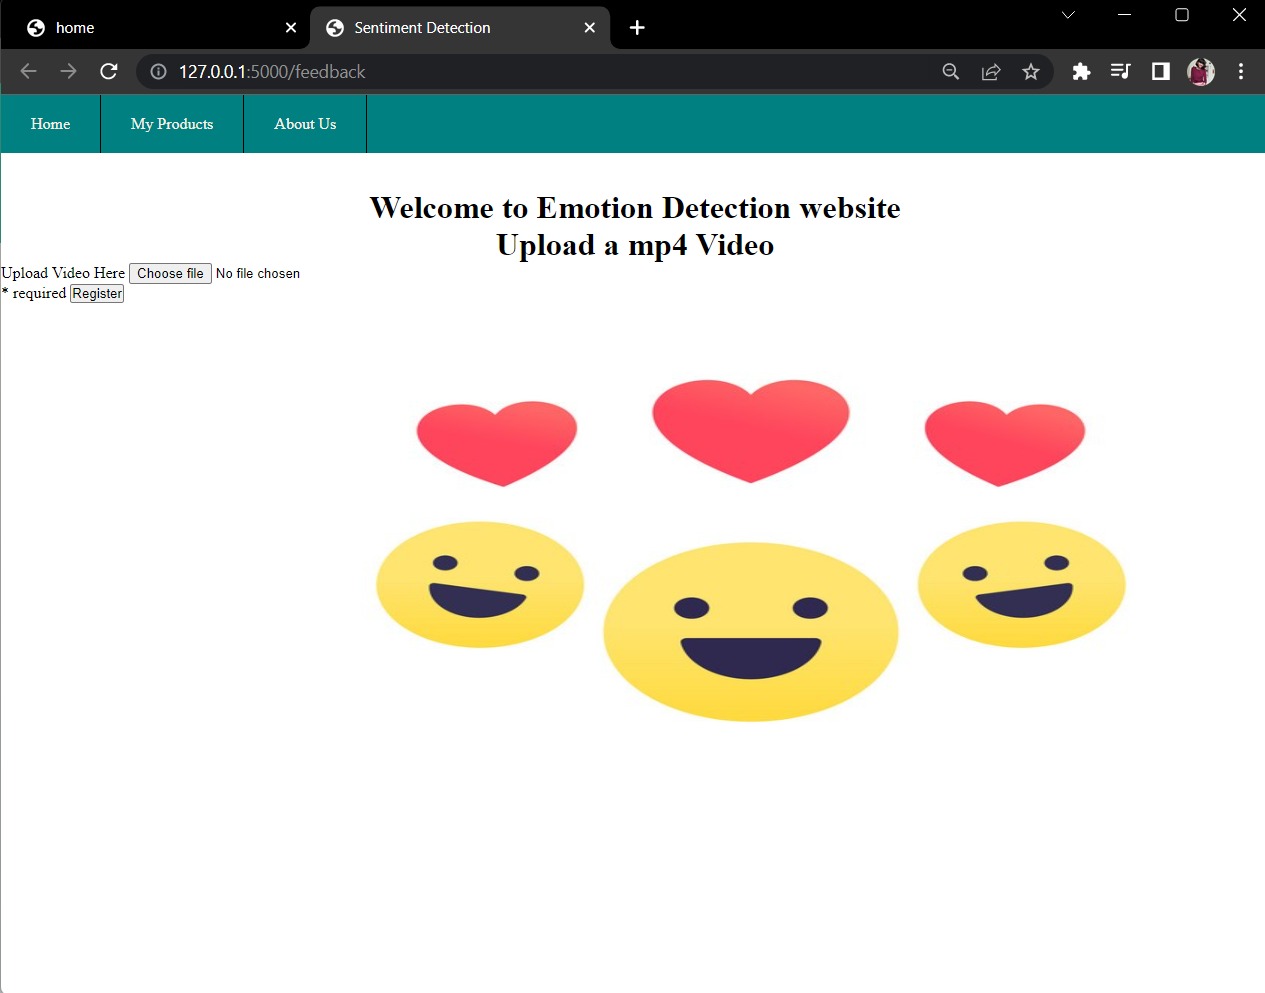 home
Sentiment Detection
127.0.0.1:5000/feedback
Home My Products About Us
Welcome to Emotion Detection website
Upload a mp4 Video
Upload Video Here Choose file No file chosen
* required Register